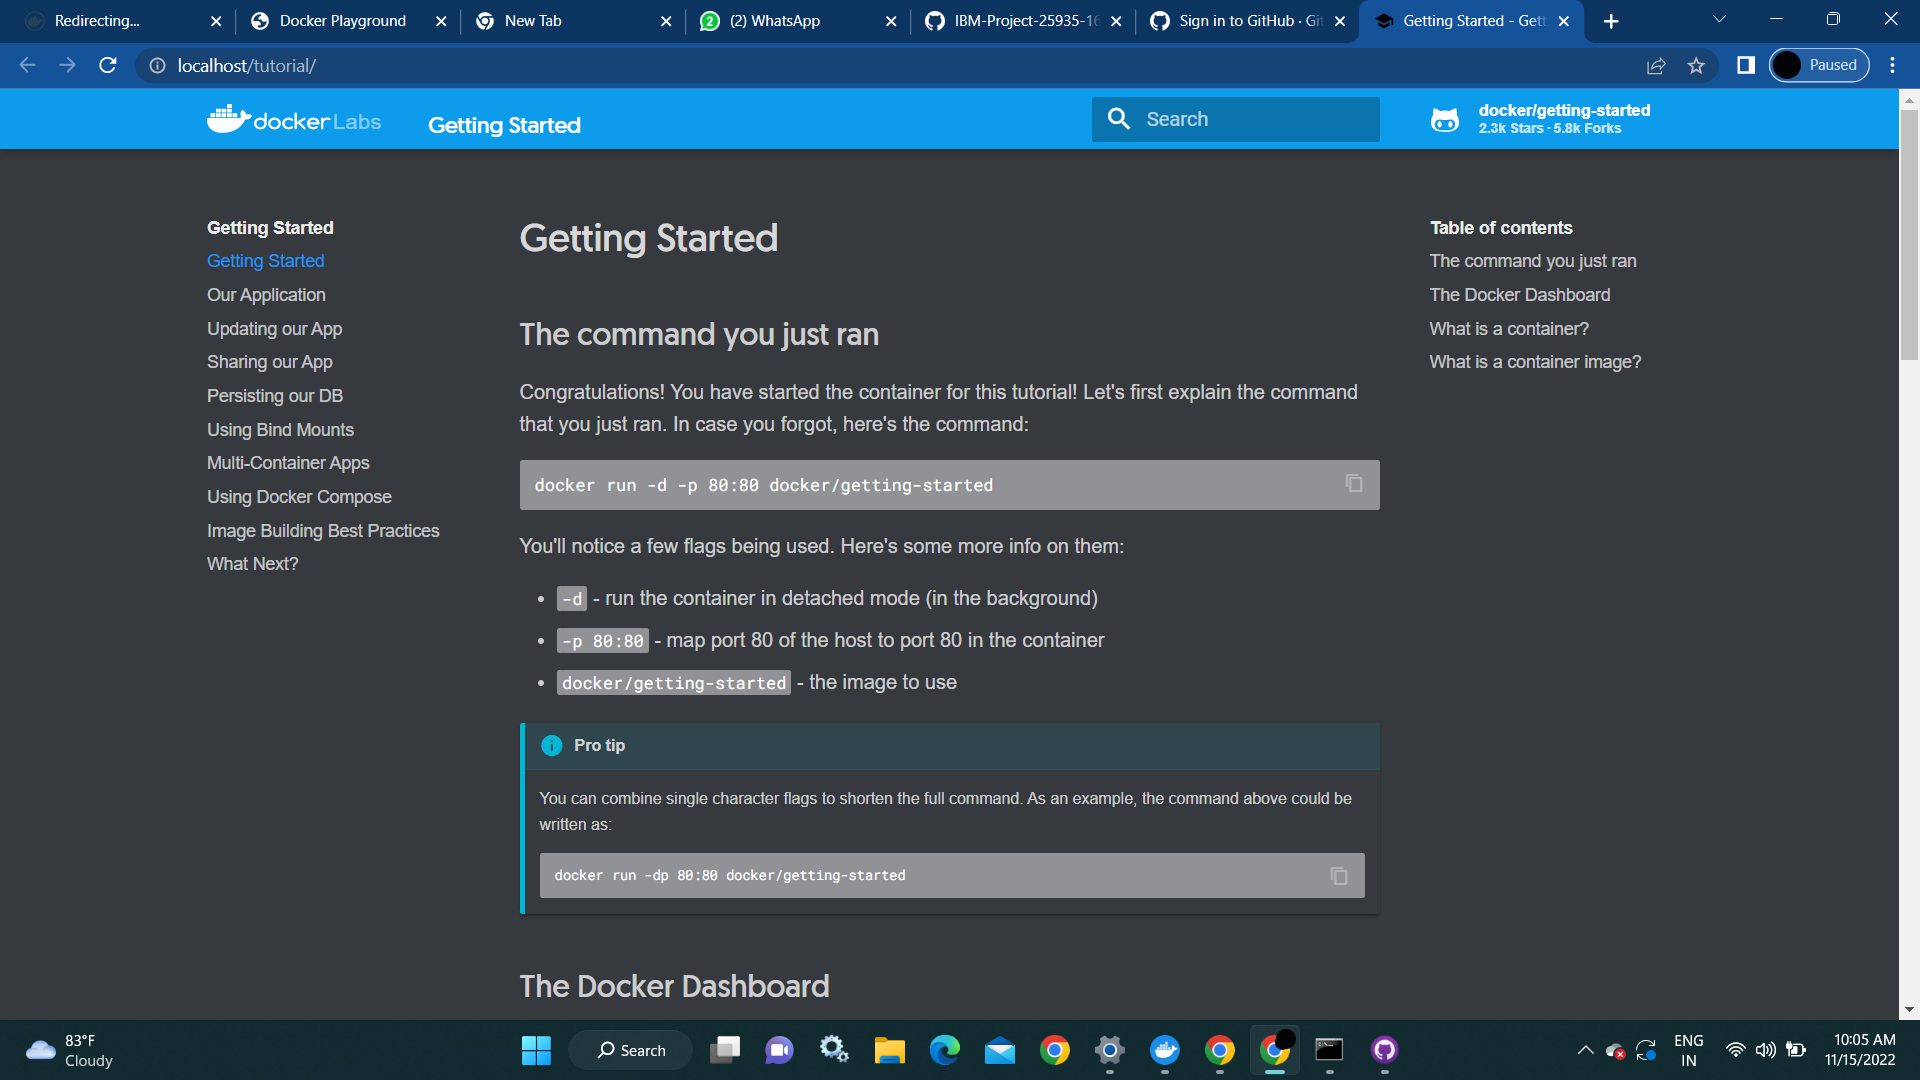 Redirecting...
Docker Playground
New Tab
(2) WhatsApp
IBM-Project-25935-16
Sign in to GitHub · Git
Getting Started - Gett
localhost/tutorial/
Paused
docker Labs
Getting Started
Search
docker/getting-started
2.3k Stars · 5.8k Forks
Getting Started
Getting Started
Our Application
Updating our App
Sharing our App
Persisting our DB
Using Bind Mounts
Multi-Container Apps
Using Docker Compose
Image Building Best Practices
What Next?
Getting Started
The command you just ran
Congratulations! You have started the container for this tutorial! Let's first explain the command
that you just ran. In case you forgot, here's the command:
docker run -d -p 80:80 docker/getting-started
You'll notice a few flags being used. Here's some more info on them:
• -d - run the container in detached mode (in the background)
• -p 80:80 - map port 80 of the host to port 80 in the container
• docker/getting-started - the image to use
Pro tip
You can combine single character flags to shorten the full command. As an example, the command above could be
written as:
docker run -dp 80:80 docker/getting-started
The Docker Dashboard
Table of contents
The command you just ran
The Docker Dashboard
What is a container?
What is a container image?
83°F
Cloudy
Search
ENG
IN
10:05 AM
11/15/2022